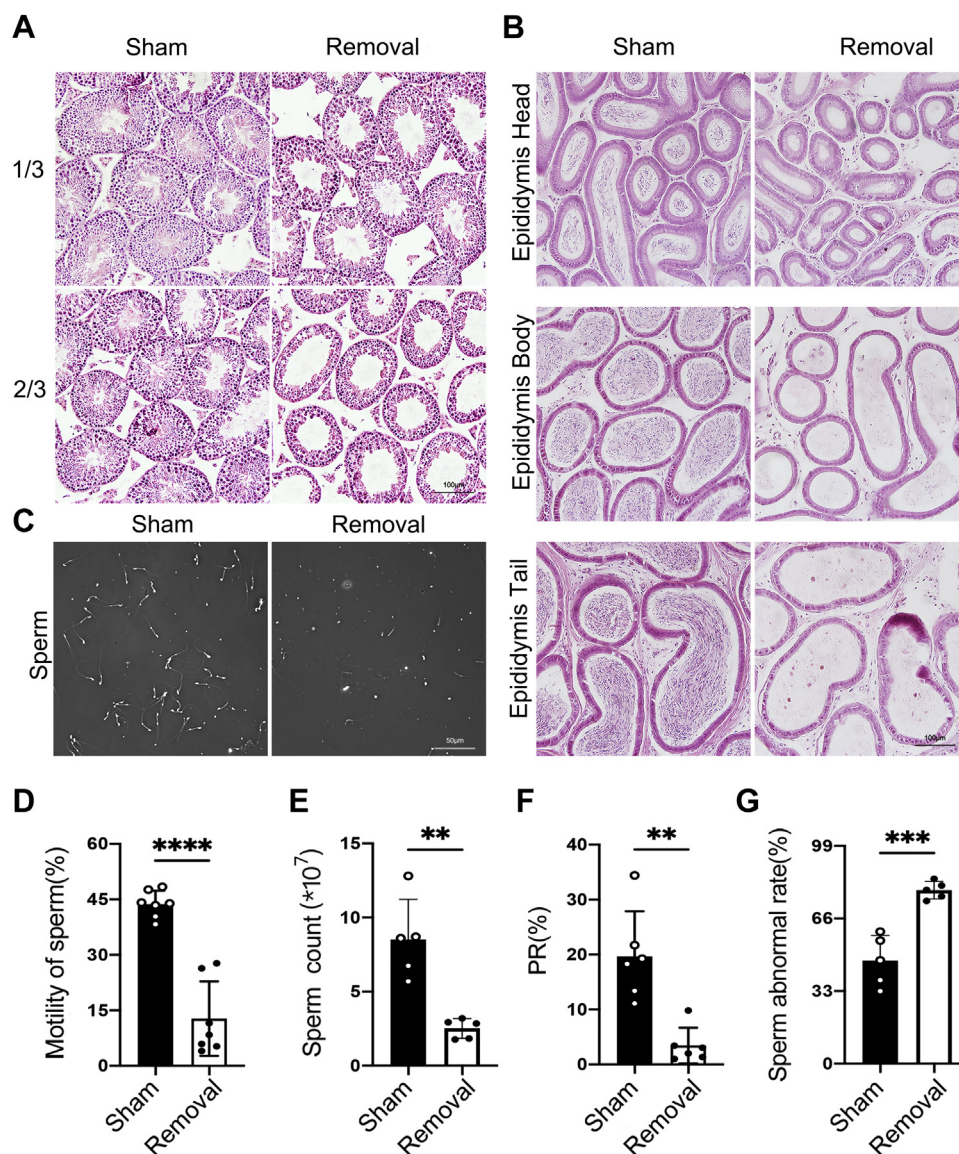 A
Sham
Removal
1/3
2/3
100μm
B
Sham
Removal
Epididymis Head
Epididymis Body
Epididymis Tail
100μm
C
Sham
Removal
Sperm
50μm
D
****
Motility of sperm(%)
60
45
30
15
0
Sham
Removal
E
**
Sperm count (*10⁷)
15
10
5
0
Sham
Removal
F
**
PR(%)
40
30
20
10
0
Sham
Removal
G
***
Sperm abnormal rate(%)
99
66
33
0
Sham
Removal